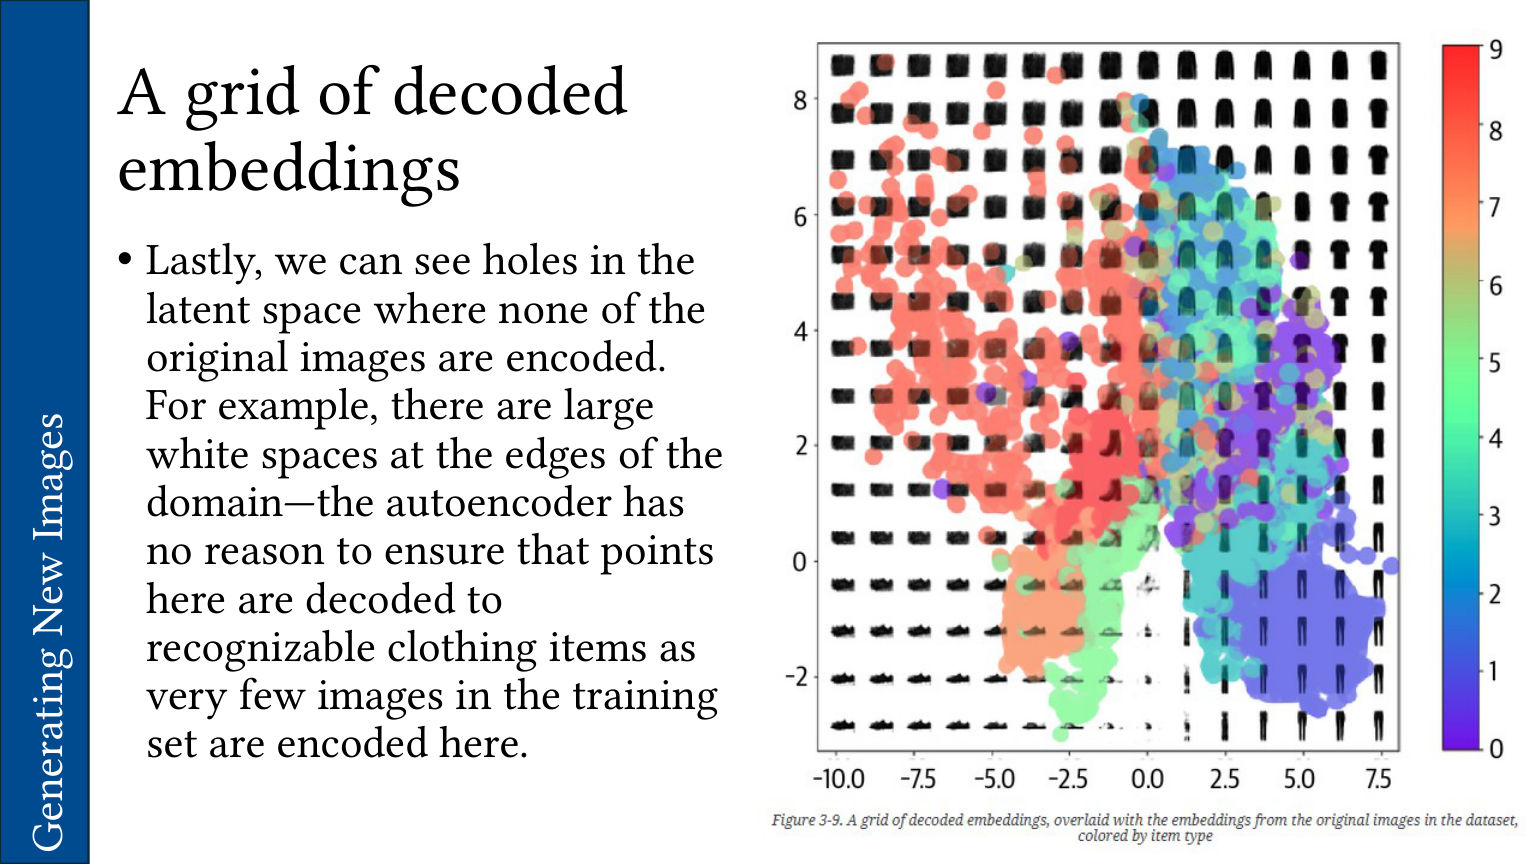 Generating New Images
A grid of decoded
embeddings
• Lastly, we can see holes in the
latent space where none of the
original images are encoded.
For example, there are large
white spaces at the edges of the
domain—the autoencoder has
no reason to ensure that points
here are decoded to
recognizable clothing items as
very few images in the training
set are encoded here.
8
6
4
2
0
−2
−10.0 −7.5 −5.0 −2.5 0.0 2.5 5.0 7.5
9
8
7
6
5
4
3
2
1
0
Figure 3-9. A grid of decoded embeddings, overlaid with the embeddings from the original images in the dataset,
colored by item type